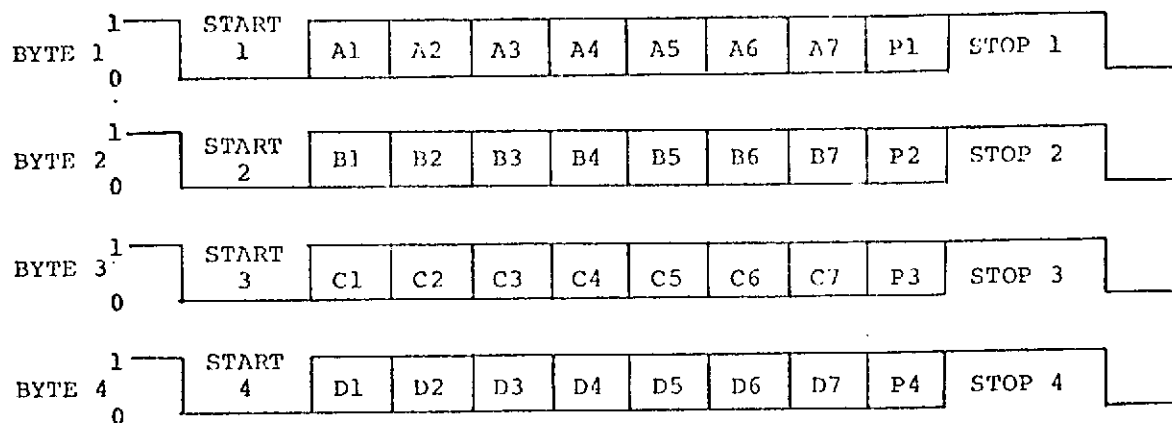 1 START
BYTE 1 1 A1 A2 A3 A4 A5 A6 A7 P1 STOP 1
0
1 START
BYTE 2 2 B1 B2 B3 B4 B5 B6 B7 P2 STOP 2
0
1 START
BYTE 3 3 C1 C2 C3 C4 C5 C6 C7 P3 STOP 3
0
1 START
BYTE 4 4 D1 D2 D3 D4 D5 D6 D7 P4 STOP 4
0